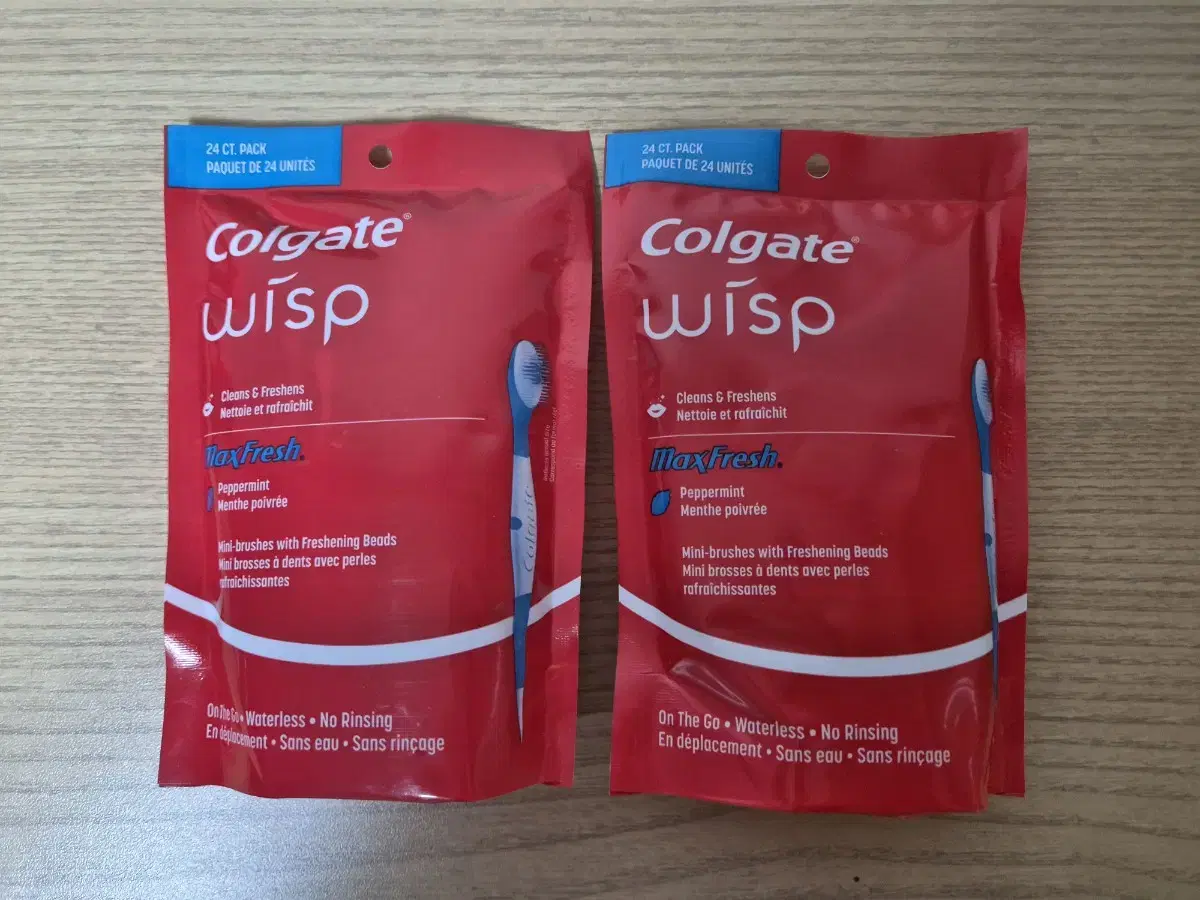 24 CT. PACK
PAQUET DE 24 UNITÉS
Colgate®
wisp
Cleans & Freshens
Nettoie et rafraîchit
MaxFresh®
Peppermint
Menthe poivrée
Mini-brushes with Freshening Beads
Mini brosses à dents avec perles
rafraîchissantes
Colgate
On The Go • Waterless • No Rinsing
En déplacement • Sans eau • Sans rinçage
24 CT. PACK
PAQUET DE 24 UNITÉS
Colgate®
wisp
Cleans & Freshens
Nettoie et rafraîchit
MaxFresh®
Peppermint
Menthe poivrée
Mini-brushes with Freshening Beads
Mini brosses à dents avec perles
rafraîchissantes
On The Go • Waterless • No Rinsing
En déplacement • Sans eau • Sans rinçage